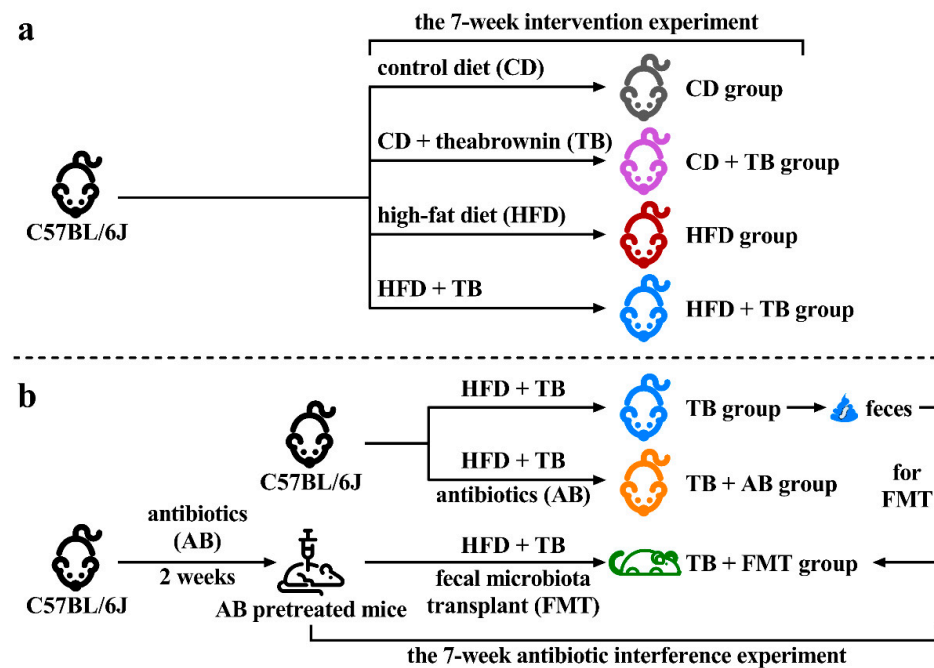 a
the 7-week intervention experiment
control diet (CD)
CD group
CD + theabrownin (TB)
CD + TB group
C57BL/6J
high-fat diet (HFD)
HFD group
HFD + TB
HFD + TB group
b
HFD + TB
TB group
feces
C57BL/6J
HFD + TB
antibiotics (AB)
TB + AB group
for
FMT
antibiotics
(AB)
2 weeks
C57BL/6J
AB pretreated mice
HFD + TB
fecal microbiota
transplant (FMT)
TB + FMT group
the 7-week antibiotic interference experiment